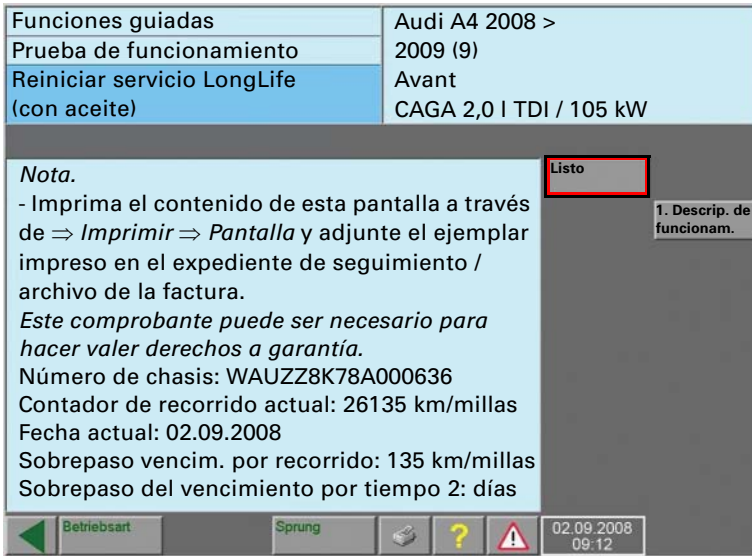 Funciones guiadas
Prueba de funcionamiento
Reiniciar servicio LongLife
(con aceite)
Audi A4 2008 >
2009 (9)
Avant
CAGA 2,0 l TDI / 105 kW
Nota.
- Imprima el contenido de esta pantalla a través
de ⇒ Imprimir ⇒ Pantalla y adjunte el ejemplar
impreso en el expediente de seguimiento /
archivo de la factura.
Este comprobante puede ser necesario para
hacer valer derechos a garantía.
Número de chasis: WAUZZ8K78A000636
Contador de recorrido actual: 26135 km/millas
Fecha actual: 02.09.2008
Sobrepaso vencim. por recorrido: 135 km/millas
Sobrepaso del vencimiento por tiempo 2: días
Listo
1. Descrip. de
funcionam.
Betriebsart
Sprung
?
02.09.2008
09:12